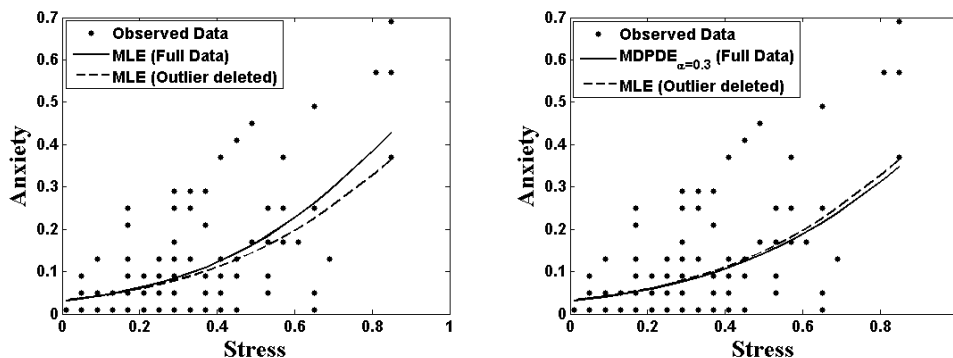 0.7
0.6
0.5
0.4
0.3
0.2
0.1
0
Anxiety
Observed Data
MLE (Full Data)
MLE (Outlier deleted)
0 0.2 0.4 0.6 0.8 1
Stress
0.7
0.6
0.5
0.4
0.3
0.2
0.1
0
Anxiety
Observed Data
MDPDEα=0.3 (Full Data)
MLE (Outlier deleted)
0 0.2 0.4 0.6 0.8
Stress